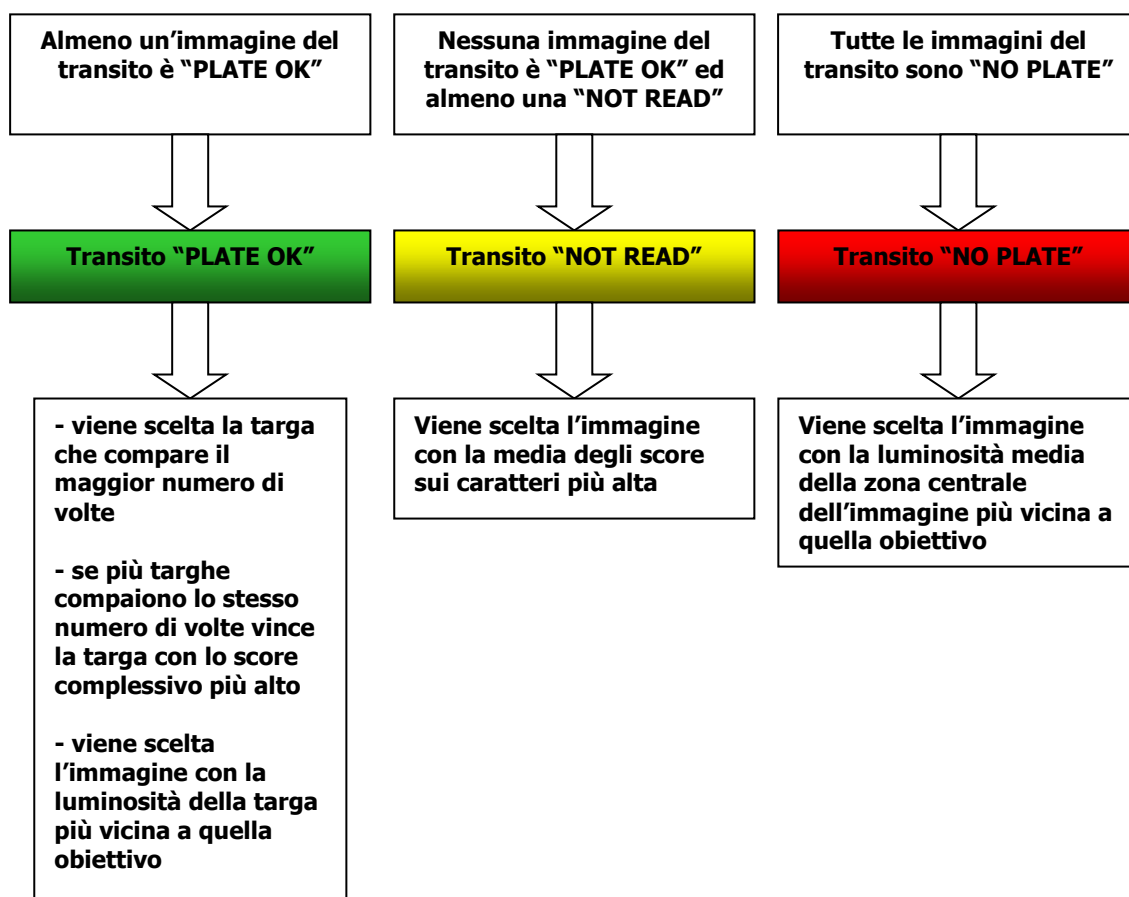 Almeno un’immagine del
transito è “PLATE OK”
Nessuna immagine del
transito è “PLATE OK” ed
almeno una “NOT READ”
Tutte le immagini del
transito sono “NO PLATE”
Transito “PLATE OK”
Transito “NOT READ”
Transito “NO PLATE”
- viene scelta la targa
che compare il
maggior numero di
volte
- se più targhe
compaiono lo stesso
numero di volte vince
la targa con lo score
complessivo più alto
- viene scelta
l’immagine con la
luminosità della targa
più vicina a quella
obiettivo
Viene scelta l’immagine
con la media degli score
sui caratteri più alta
Viene scelta l’immagine
con la luminosità media
della zona centrale
dell’immagine più vicina a
quella obiettivo